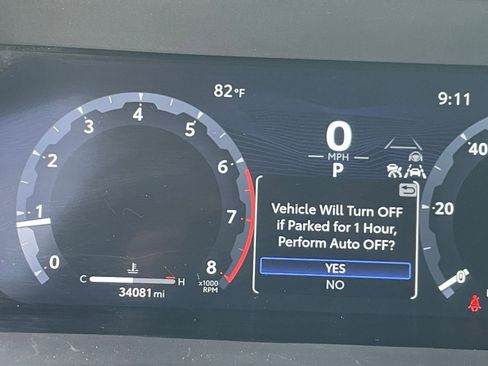 82°F
9:11
0
MPH
P
0
1
2
3
4
5
6
7
8
x1000
RPM
C H
34081 mi
Vehicle Will Turn OFF
if Parked for 1 Hour,
Perform Auto OFF?
YES
NO
40
20
0